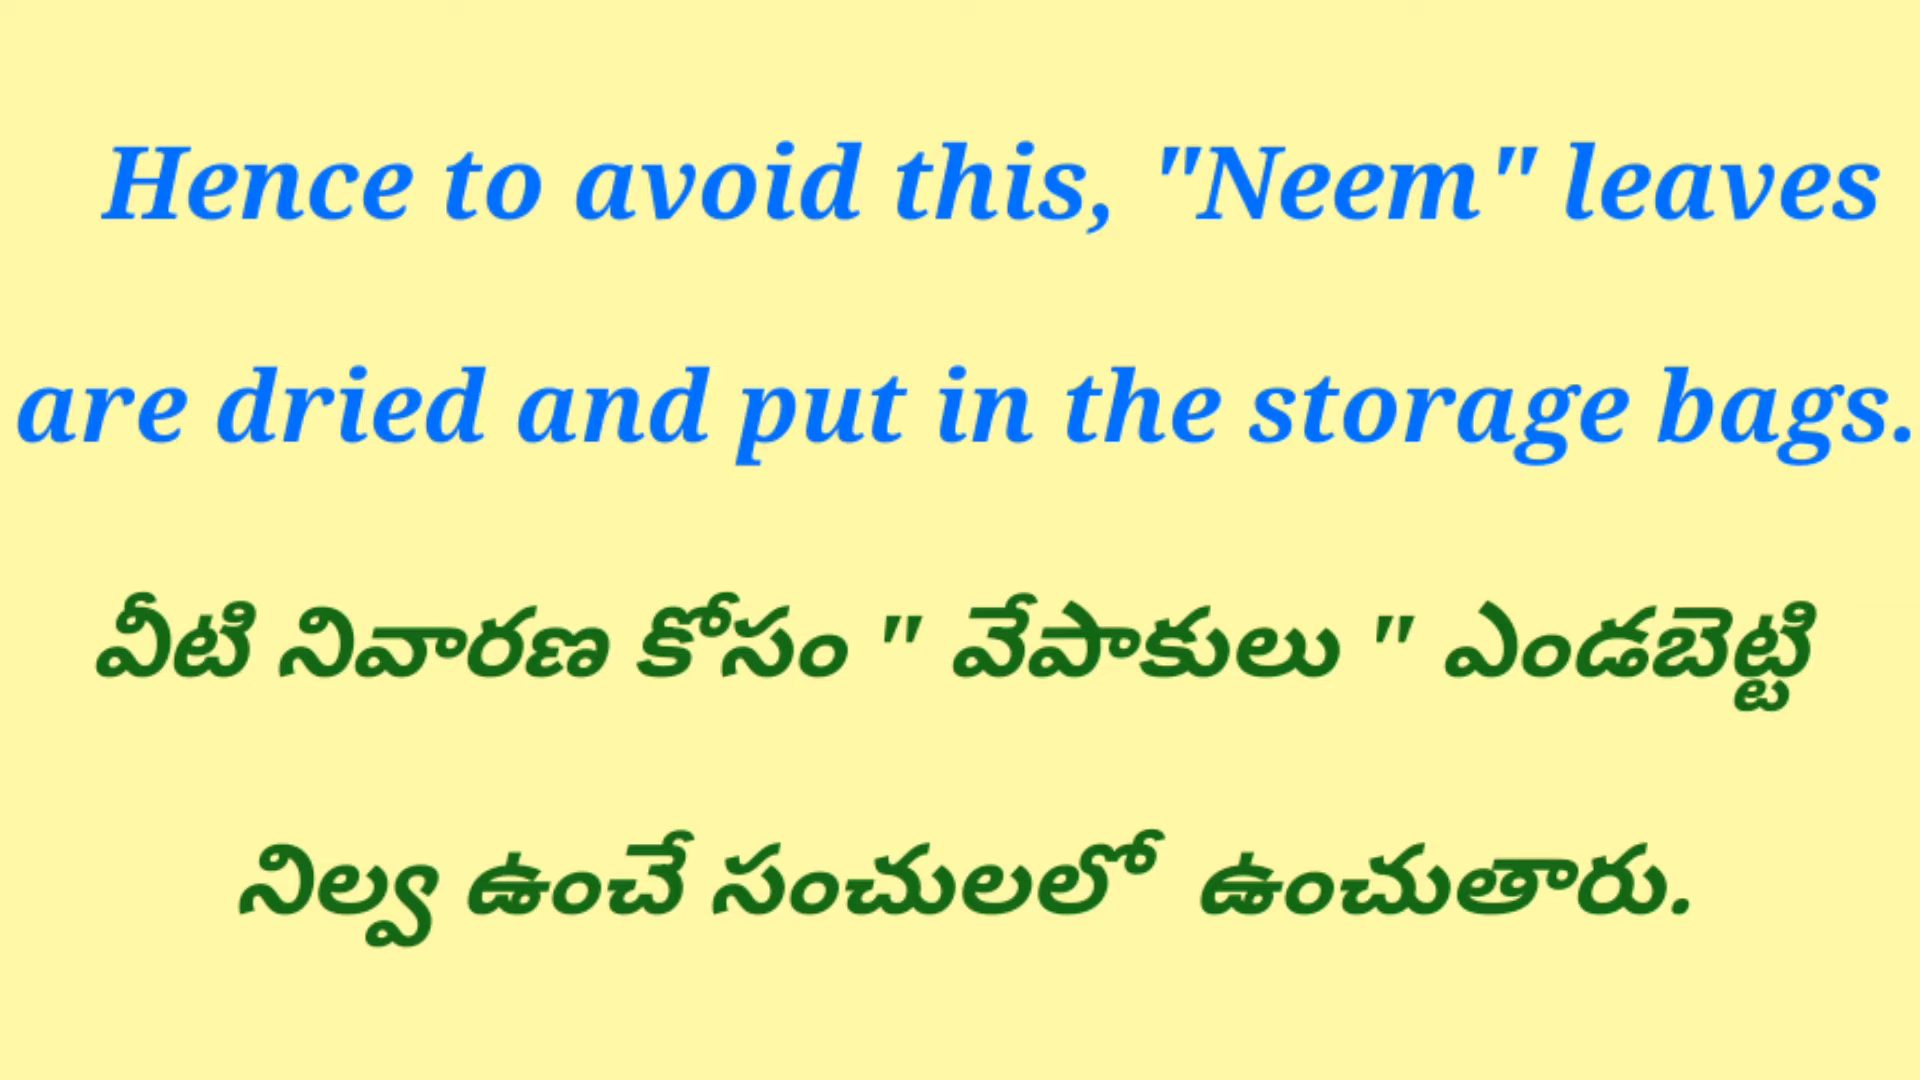 Hence to avoid this, "Neem" leaves
are dried and put in the storage bags.
వీటి నివారణ కోసం " వేపాకులు " ఎండబెట్టి
నిల్వ ఉంచే సంచులలో ఉంచుతారు.